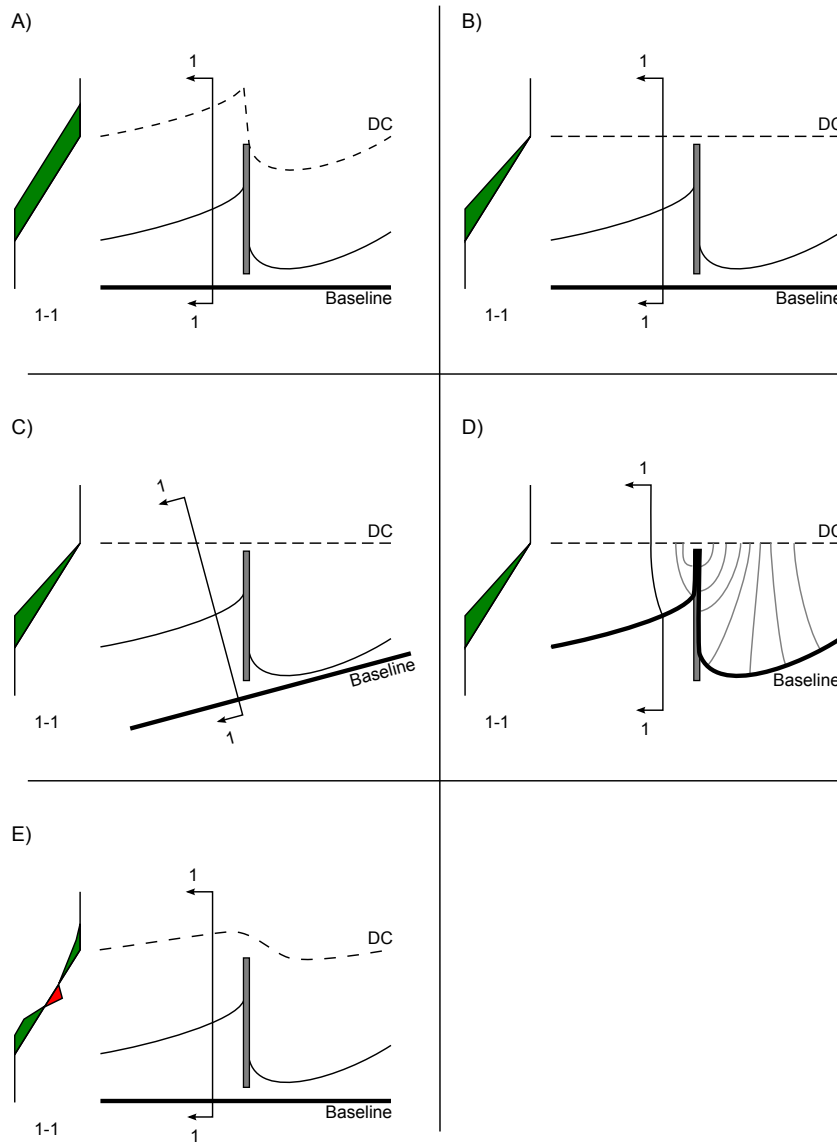 A)
1
DC
Baseline
1
1-1
B)
1
DC
Baseline
1
1-1
C)
1
DC
Baseline
1
1-1
D)
1
DC
Baseline
1
1-1
E)
1
DC
Baseline
1
1-1